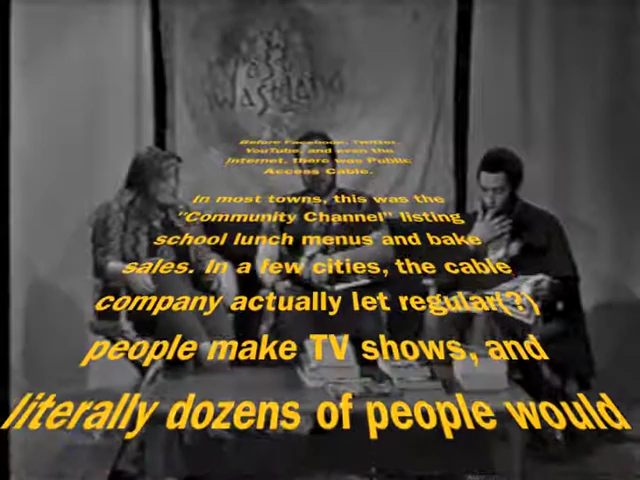 Vast
Wasteland
Before Facebook, Twitter,
YouTube, and even the
Internet, there was Public
Access Cable.
In most towns, this was the
"Community Channel" listing
school lunch menus and bake
sales. In a few cities, the cable
company actually let regular(?)
people make TV shows, and
literally dozens of people would